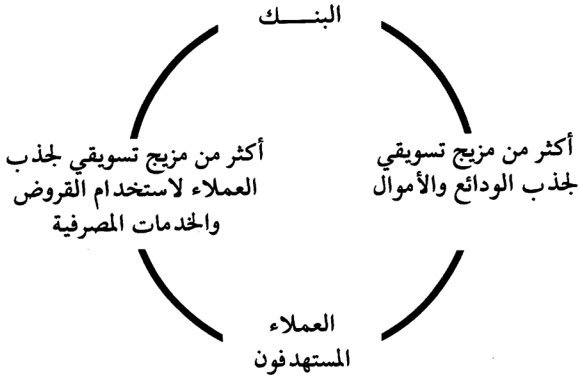 البنـــــك
أكثر من مزيج تسويقي
لجذب الودائع والأموال
أكثر من مزيج تسويقي لجذب
العملاء لاستخدام القروض
والخدمات المصرفية
العملاء
المستهدفون